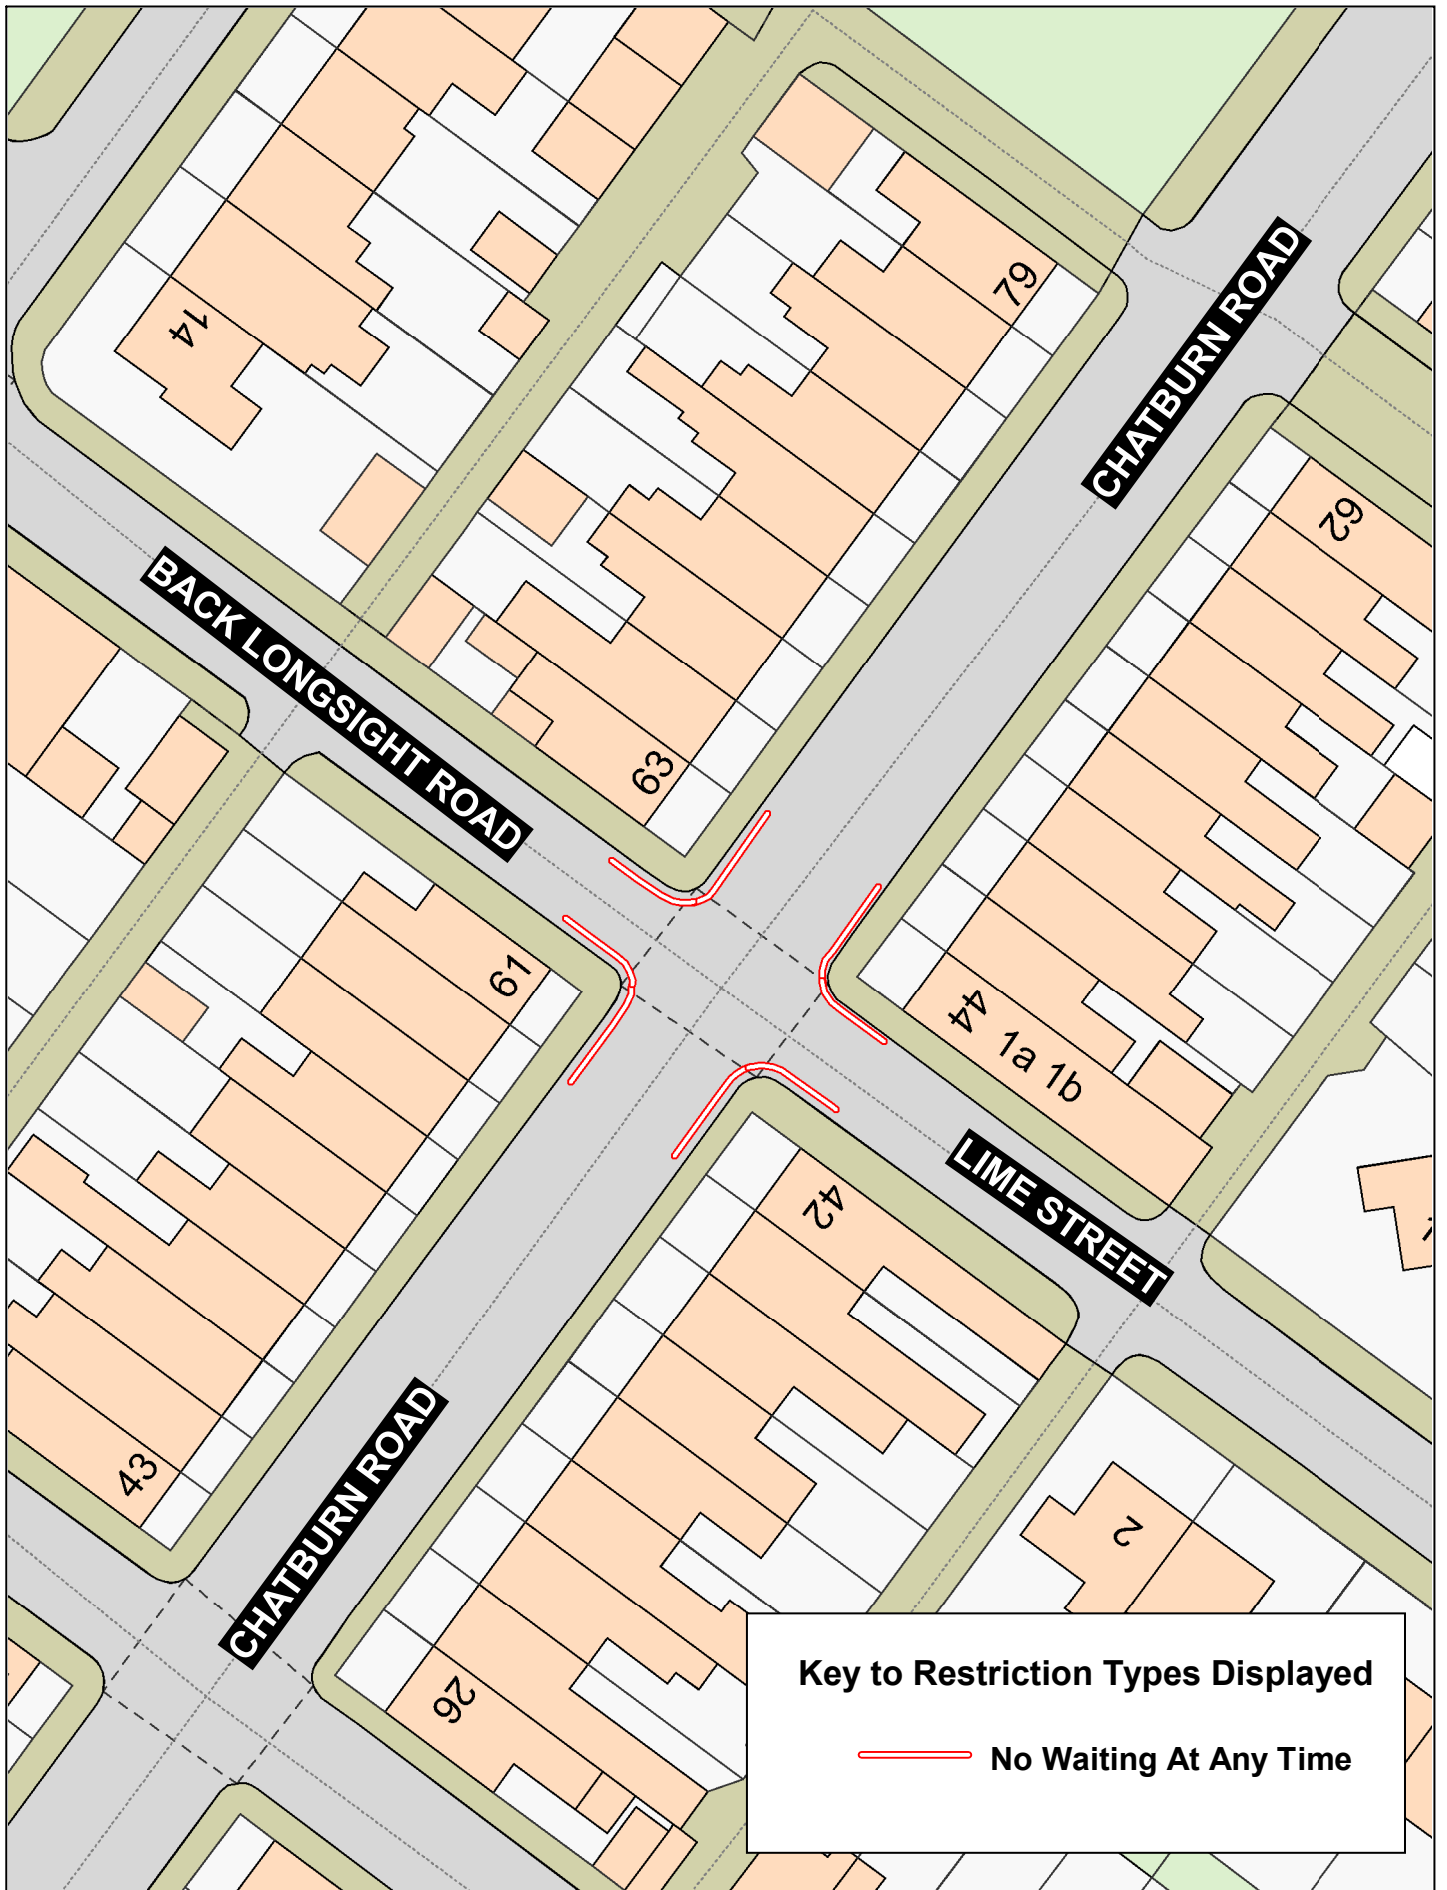 79
CHATBURN ROAD
14
62
BACK LONGSIGHT ROAD
63
61
44
1a 1b
42
LIME STREET
43
CHATBURN ROAD
2
26
Key to Restriction Types Displayed
No Waiting At Any Time